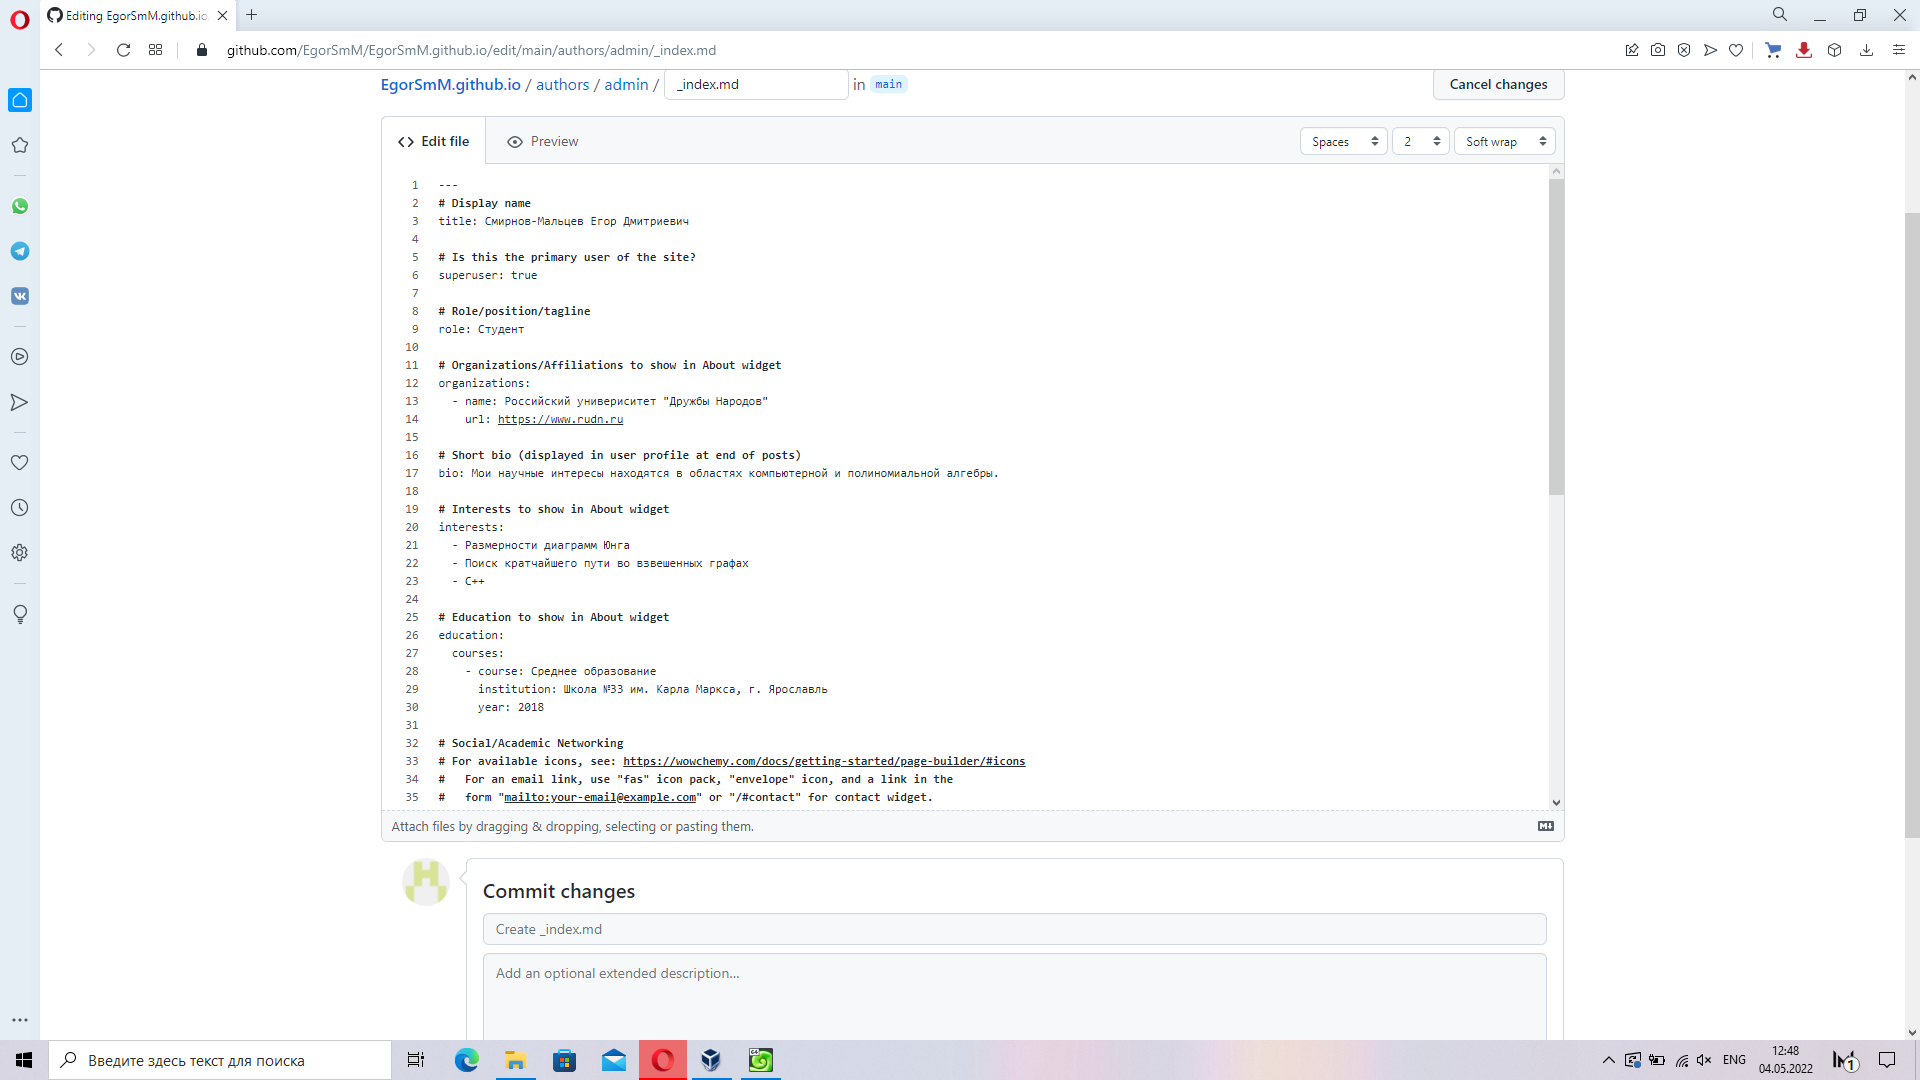 Editing EgorSmM.github.io
github.com/EgorSmM/EgorSmM.github.io/edit/main/authors/admin/_index.md
EgorSmM.github.io / authors / admin / _index.md in main
Cancel changes
Edit file
Preview
Spaces
2
Soft wrap
1 ---
2 # Display name
3 title: Смирнов-Мальцев Егор Дмитриевич
4
5 # Is this the primary user of the site?
6 superuser: true
7
8 # Role/position/tagline
9 role: Студент
10
11 # Organizations/Affiliations to show in About widget
12 organizations:
13 - name: Российский универиситет "Дружбы Народов"
14 url: https://www.rudn.ru
15
16 # Short bio (displayed in user profile at end of posts)
17 bio: Мои научные интересы находятся в областях компьютерной и полиномиальной алгебры.
18
19 # Interests to show in About widget
20 interests:
21 - Размерности диаграмм Юнга
22 - Поиск кратчайшего пути во взвешенных графах
23 - C++
24
25 # Education to show in About widget
26 education:
27 courses:
28 - course: Среднее образование
29 institution: Школа №33 им. Карла Маркса, г. Ярославль
30 year: 2018
31
32 # Social/Academic Networking
33 # For available icons, see: https://wowchemy.com/docs/getting-started/page-builder/#icons
34 # For an email link, use "fas" icon pack, "envelope" icon, and a link in the
35 # form "mailto:your-email@example.com" or "/#contact" for contact widget.
Attach files by dragging & dropping, selecting or pasting them.
Commit changes
Create _index.md
Add an optional extended description...
Введите здесь текст для поиска
ENG
12:48
04.05.2022
1